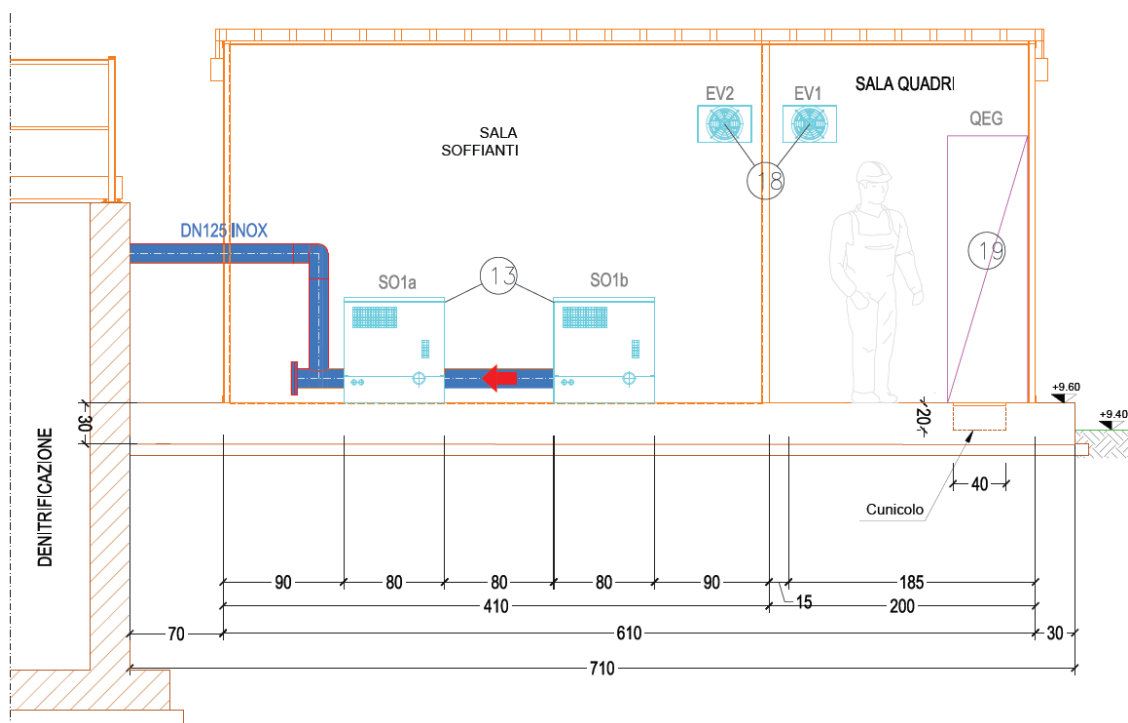 SALA QUADRI
EV2
EV1
QEG
SALA
SOFFIANTI
18
DN125 INOX
19
13
SO1a
SO1b
+9.60
+9.40
30
20
DENITRIFICAZIONE
40
Cunicolo
90
80
80
80
90
185
15
410
200
70
610
30
710